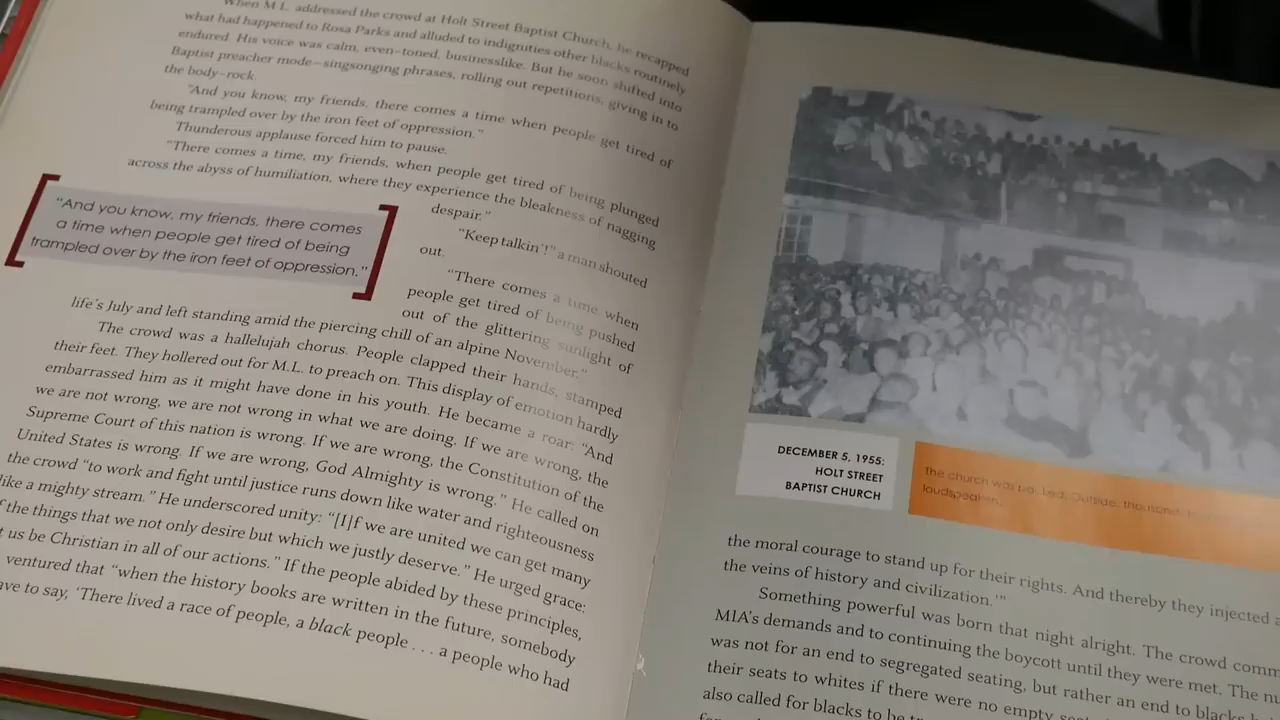 When M.L. addressed the crowd at Holt Street Baptist Church, he recapped
what had happened to Rosa Parks and alluded to indignities other blacks routinely
endured. His voice was calm, even-toned, businesslike. But he soon shifted into
Baptist preacher mode—singsonging phrases, rolling out repetitions, giving in to
the body-rock.
"And you know, my friends, there comes a time when people get tired of
being trampled over by the iron feet of oppression."
Thunderous applause forced him to pause.
"There comes a time, my friends, when people get tired of being plunged
across the abyss of humiliation, where they experience the bleakness of nagging
despair."
"Keep talkin'!" a man shouted
out.
"There comes a time when
people get tired of being pushed
out of the glittering sunlight of
life's July and left standing amid the piercing chill of an alpine November."
"And you know, my friends, there comes
a time when people get tired of being
trampled over by the iron feet of oppression."
The crowd was a hallelujah chorus. People clapped their hands, stamped
their feet. They hollered out for M.L. to preach on. This display of emotion hardly
embarrassed him as it might have done in his youth. He became a roar: "And
we are not wrong, we are not wrong in what we are doing. If we are wrong, the
Supreme Court of this nation is wrong. If we are wrong, the Constitution of the
United States is wrong. If we are wrong, God Almighty is wrong." He called on
the crowd "to work and fight until justice runs down like water and righteousness
like a mighty stream." He underscored unity: "[I]f we are united we can get many
f the things that we not only desire but which we justly deserve." He urged grace:
t us be Christian in all of our actions." If the people abided by these principles,
ventured that "when the history books are written in the future, somebody
ave to say, 'There lived a race of people, a black people . . . a people who had
DECEMBER 5, 1955:
HOLT STREET
BAPTIST CHURCH
The church was packed. Outside, thousand
loudspeakers.
the moral courage to stand up for their rights. And thereby they injected
the veins of history and civilization.'"
Something powerful was born that night alright. The crowd comm
MIA's demands and to continuing the boycott until they were met. The nu
was not for an end to segregated seating, but rather an end to blacks
their seats to whites if there were no empty seat
also called for blacks to be